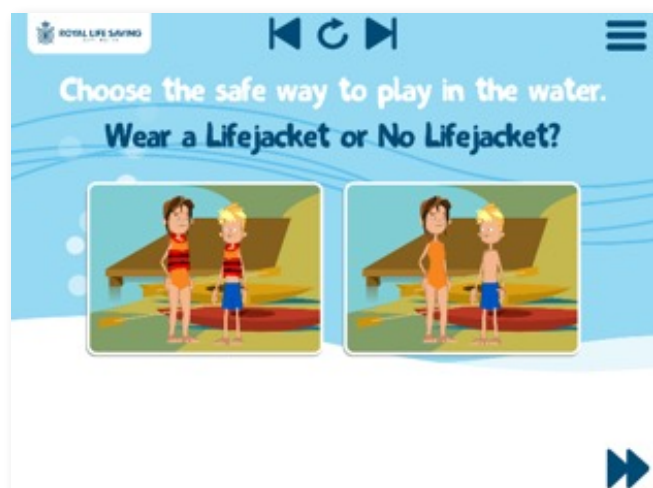 ROYAL LIFE SAVING
Choose the safe way to play in the water.
Wear a Lifejacket or No Lifejacket?